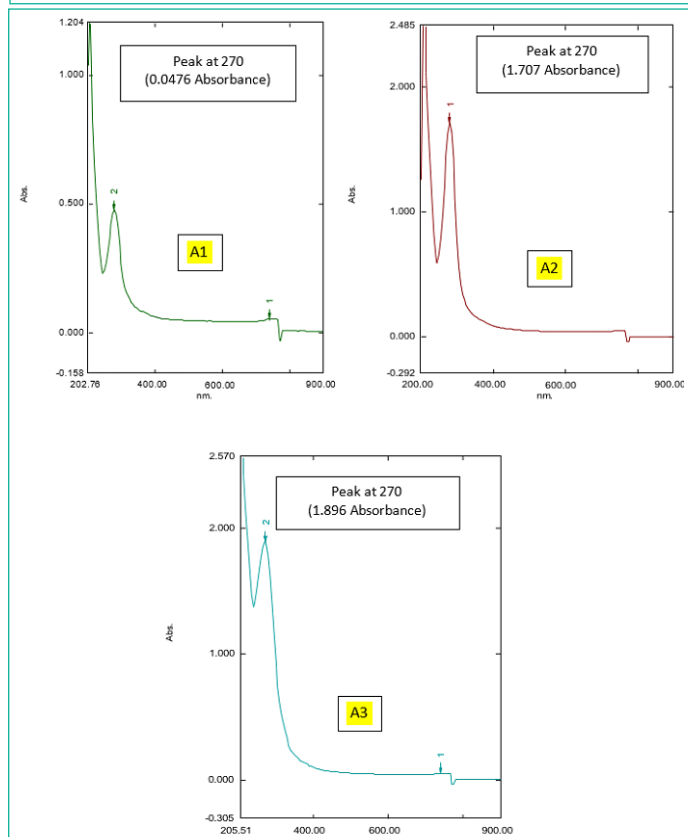 1.204
Peak at 270
(0.0476 Absorbance)
1.000
2
Abs.
0.500
A1
1
0.000
-0.158
202.76
400.00
600.00
900.00
nm.
2.485
Peak at 270
(1.707 Absorbance)
2.000
1
Abs.
1.000
A2
0.000
-0.292
200.00
400.00
600.00
900.00
nm.
2.570
Peak at 270
(1.896 Absorbance)
2.000
2
Abs.
1.000
A3
1
0.000
-0.305
205.51
400.00
600.00
900.00